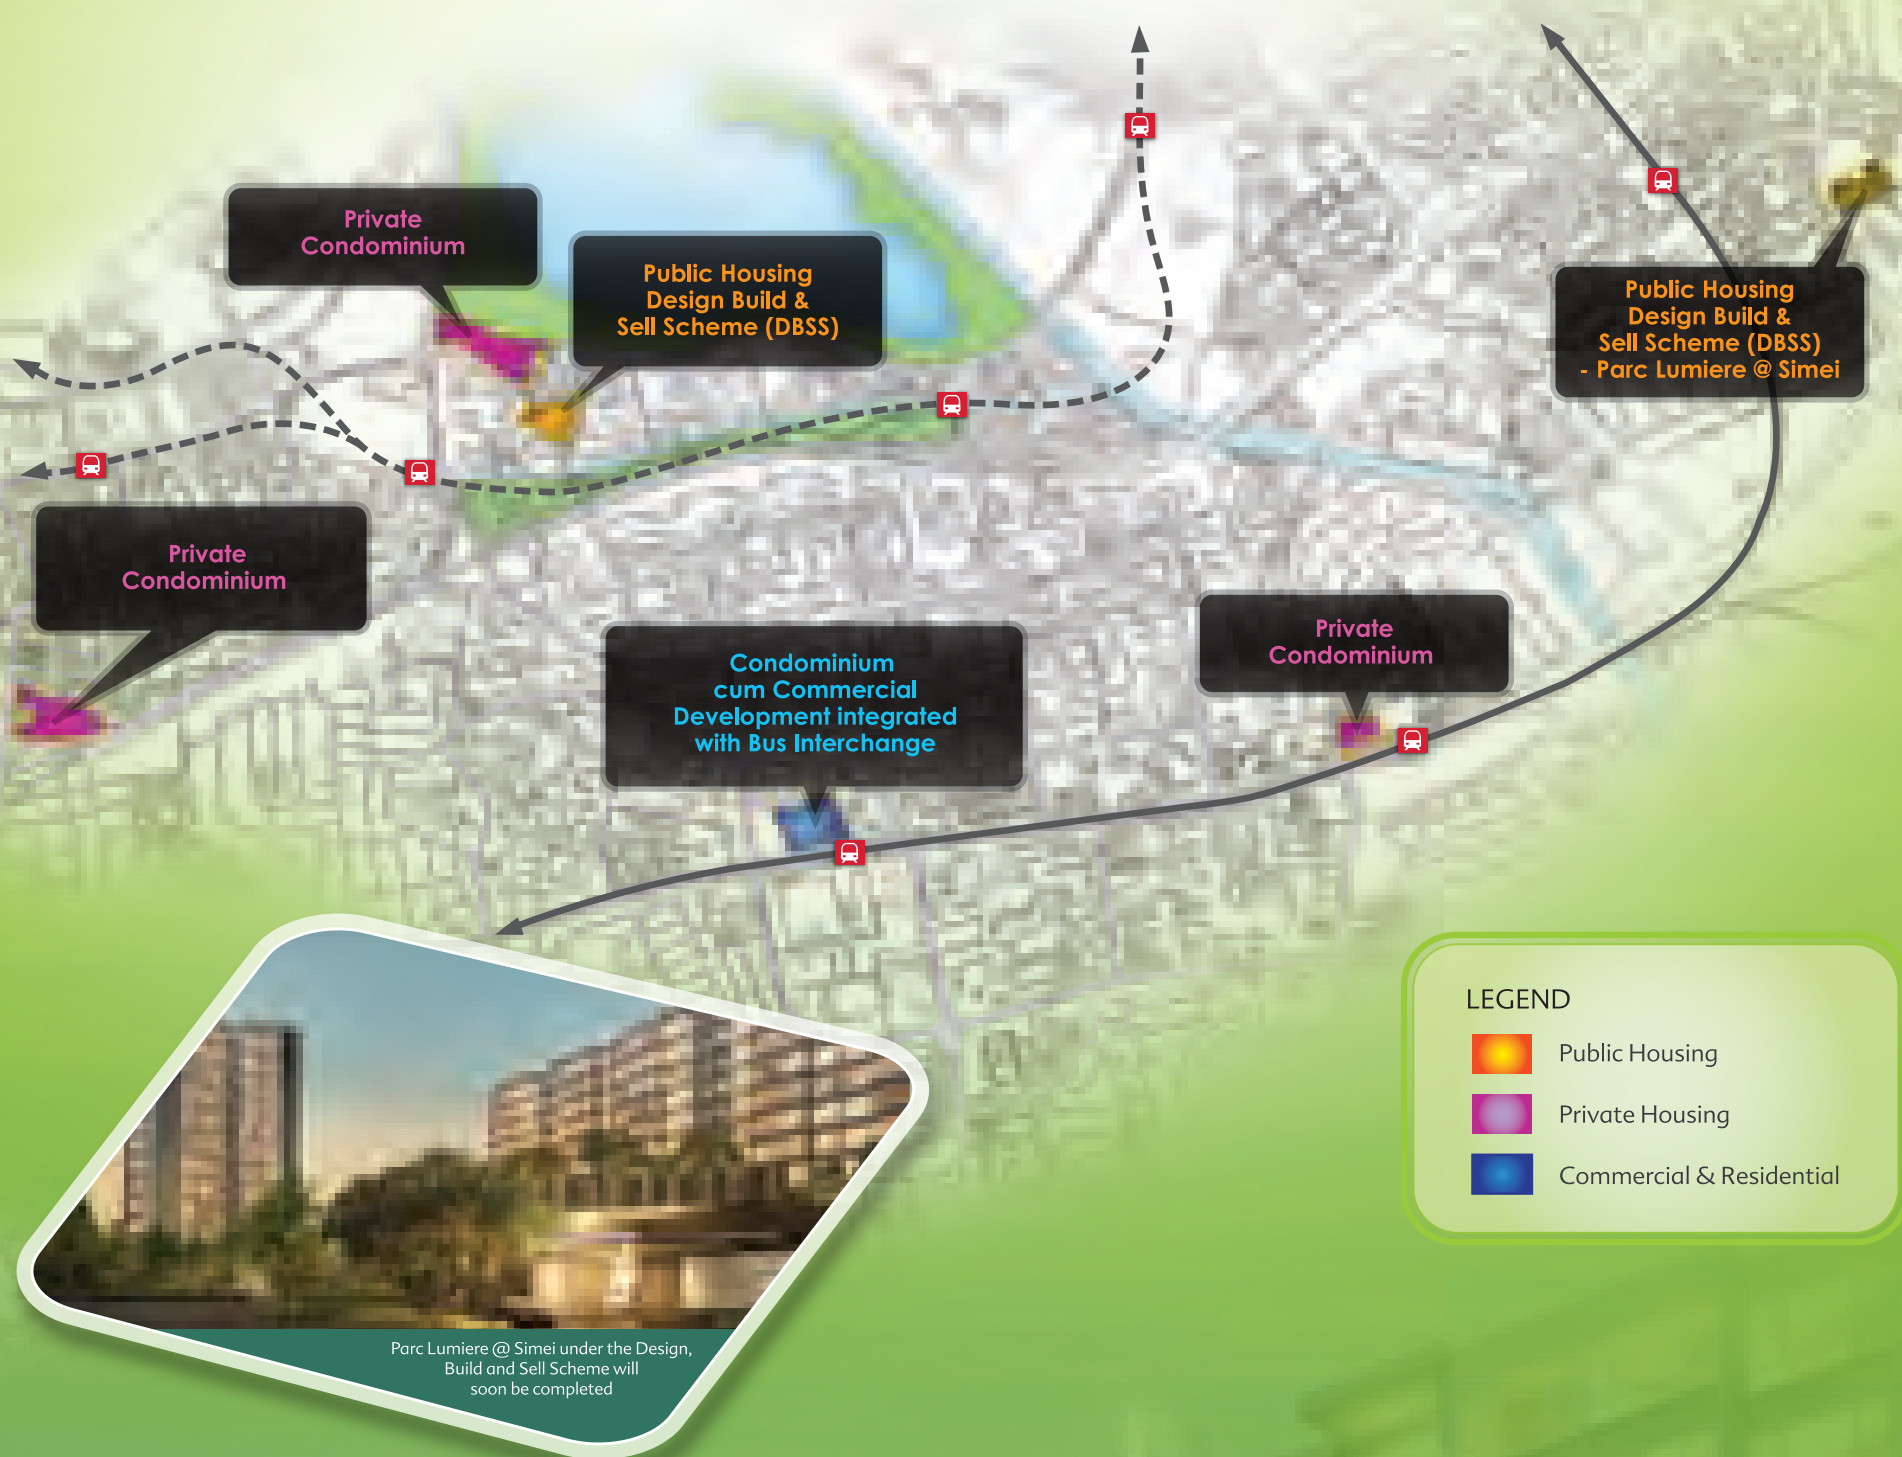 Private
Condominium
Public Housing
Design Build &
Sell Scheme (DBSS)
Public Housing
Design Build &
Sell Scheme (DBSS)
- Parc Lumiere @ Simei
Private
Condominium
Condominium
cum Commercial
Development integrated
with Bus Interchange
Private
Condominium
LEGEND
Public Housing
Private Housing
Commercial & Residential
Parc Lumiere @ Simei under the Design,
Build and Sell Scheme will
soon be completed